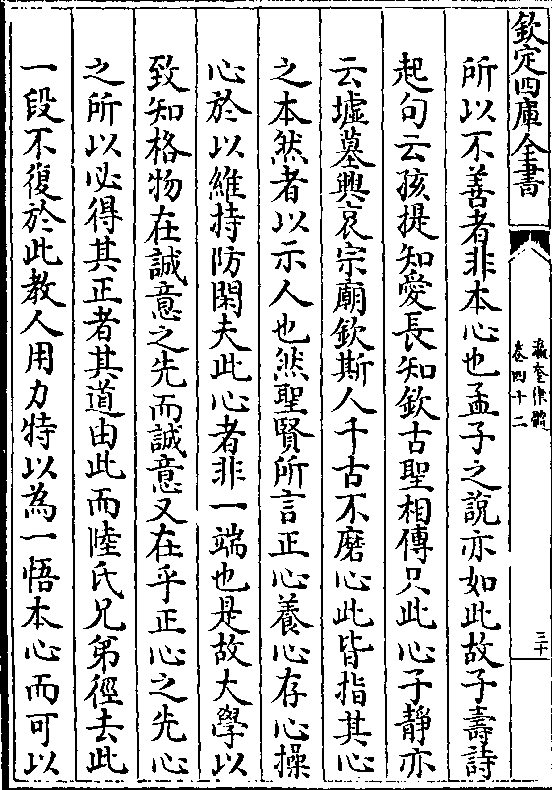 欽定四庫全書
瀛奎律髓
卷四十二
三十
所以不善者非本心也孟子之說亦如此故子壽詩
起句云孩提知愛長知欽古聖相傳只此心子靜亦
云墟墓興哀宗廟欽斯人千古不磨心此皆指其心
之本然者以示人也然聖賢所言正心養心存心操
心於以維持防閑夫此心者非一端也是故大學以
致知格物在誠意之先而誠意又在乎正心之先心
之所以必得其正者其道由此而陸氏兄弟徑去此
一段不復於此教人用力特以為一悟本心而可以